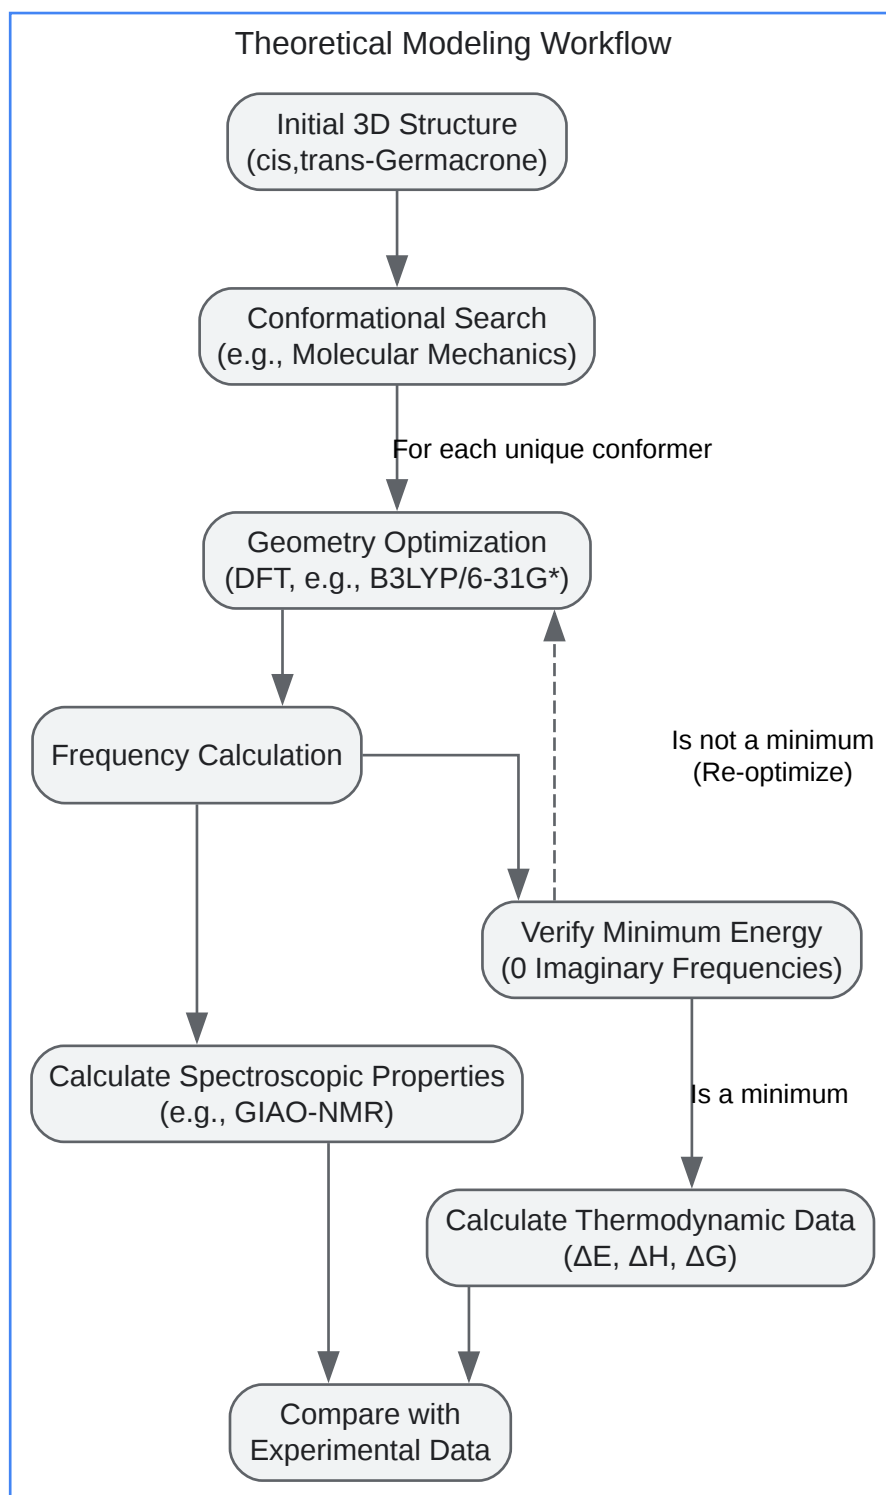 Theoretical Modeling Workflow
Initial 3D Structure
(cis,trans-Germacrone)
Conformational Search
(e.g., Molecular Mechanics)
For each unique conformer
Geometry Optimization
(DFT, e.g., B3LYP/6-31G*)
Is not a minimum
(Re-optimize)
Frequency Calculation
Verify Minimum Energy
(0 Imaginary Frequencies)
Calculate Spectroscopic Properties
(e.g., GIAO-NMR)
Is a minimum
Calculate Thermodynamic Data
(ΔE, ΔH, ΔG)
Compare with
Experimental Data